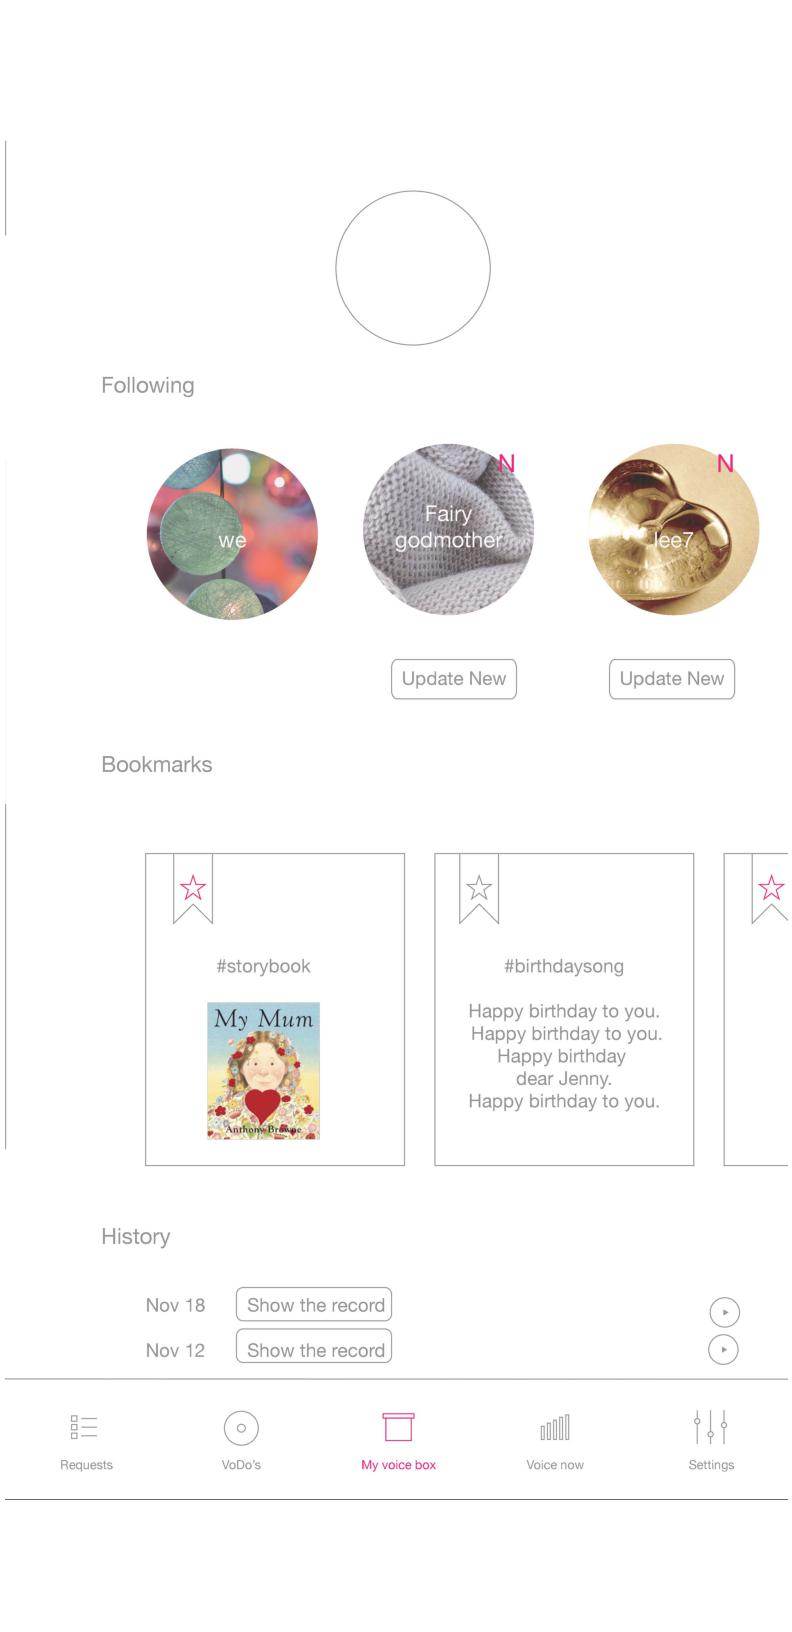 Following
N
N
we
Fairy
godmother
lee7
Update New
Update New
Bookmarks
#storybook
My Mum
Anthony Browne
#birthdaysong
Happy birthday to you.
Happy birthday to you.
Happy birthday
dear Jenny.
Happy birthday to you.
History
Nov 18
Show the record
Nov 12
Show the record
Requests
VoDo's
My voice box
Voice now
Settings